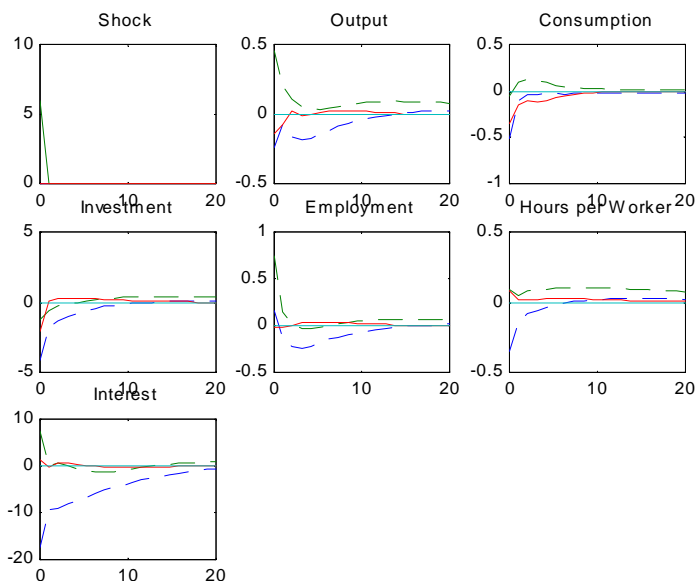 Shock Output Consumption
10 0.5 0.5
0
5 0
-0.5
0 -0.5 -1
0 10 20 0 10 20 0 10 20
Investment Employment Hours per Worker
5 1 0.5
0.5
0 0
0
-5 -0.5 -0.5
0 10 20 0 10 20 0 10 20
Interest
10
0
-10
-20
0 10 20